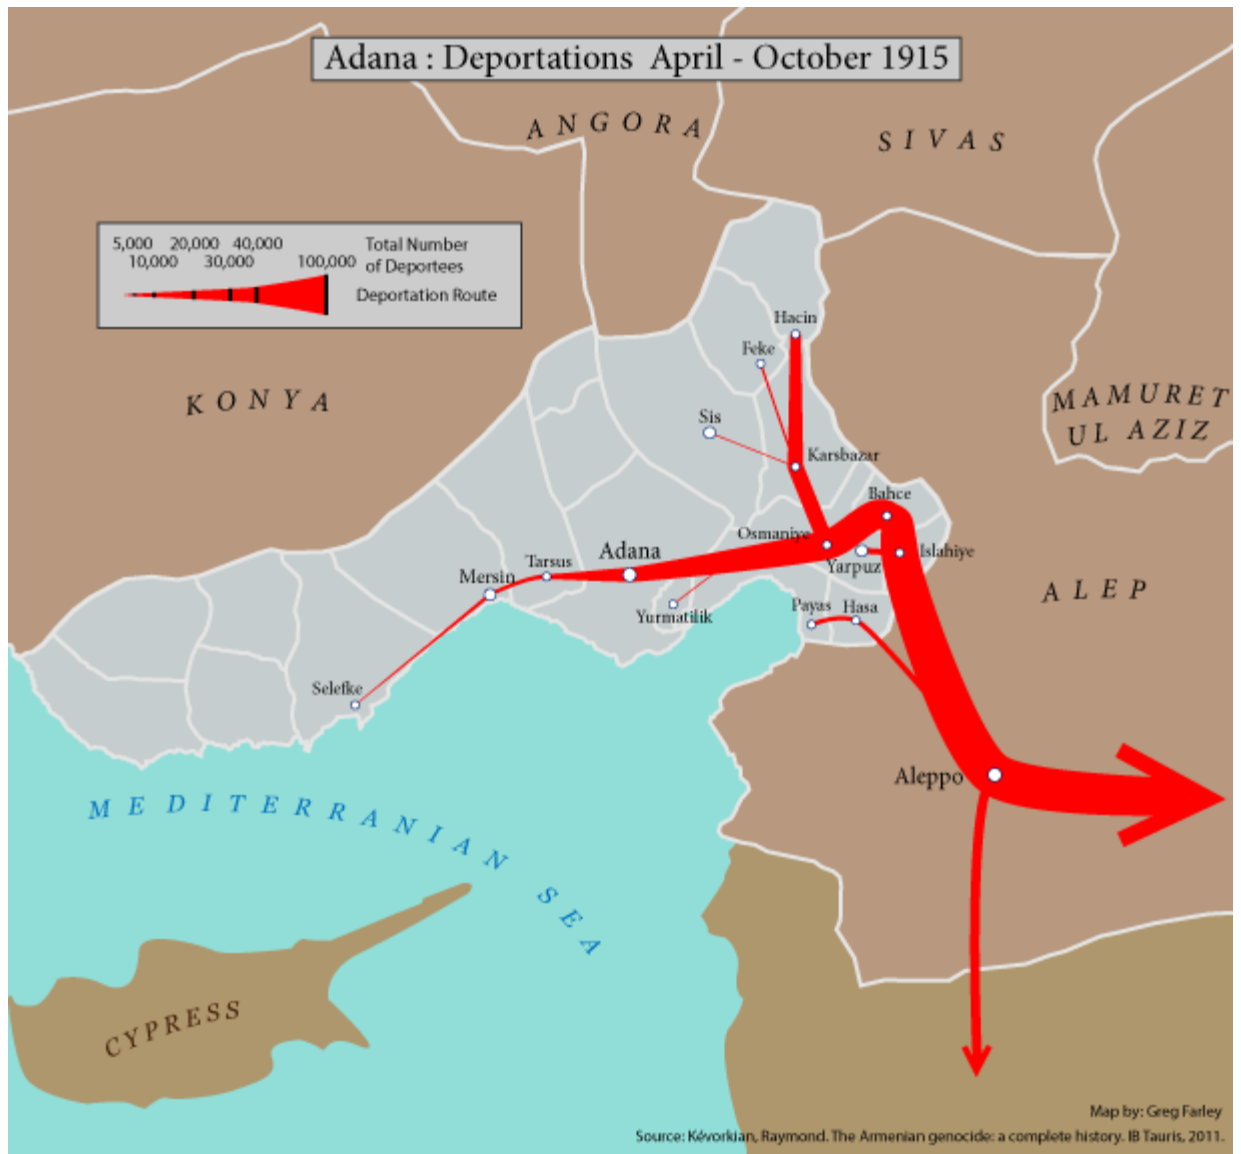 Adana : Deportations April - October 1915
ANGORA
SIVAS
5,000 20,000 40,000
10,000 30,000 100,000
Total Number
of Deportees
Deportation Route
Hacin
Feke
KONYA
MAMURET
UL AZIZ
Sis
Karsbazar
Bahce
Osmaniye
Adana
Tarsus
Islahiye
Yarpuz
Mersin
ALEP
Payas
Hasa
Yurmatilik
Selefke
Aleppo
MEDITERRANIAN SEA
CYPRESS
Map by: Greg Farley
Source: Kévorkian, Raymond. The Armenian genocide: a complete history. IB Tauris, 2011.